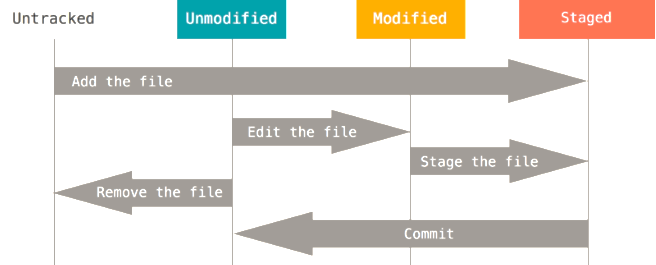 Untracked
Unmodified
Modified
Staged
Add the file
Edit the file
Stage the file
Remove the file
Commit